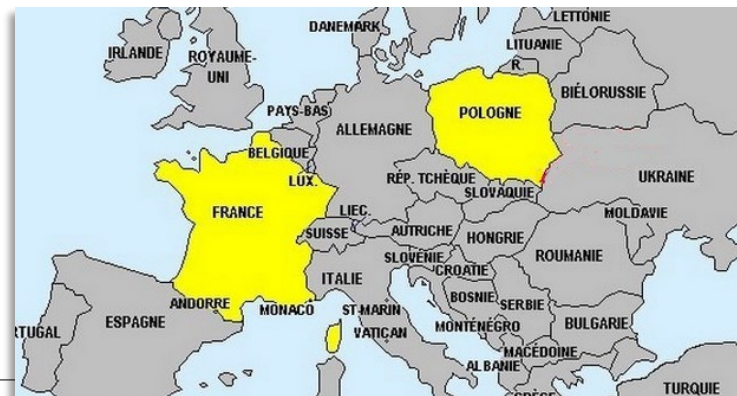 LETTONIE
DANEMARK
LITUANIE
IRLANDE
ROYAUME-
UNI
R.
BIÉLORUSSIE
PAYS-BAS
POLOGNE
ALLEMAGNE
BELGIQUE
LUX.
RÉP. TCHÈQUE
UKRAINE
SLOVAQUIE
FRANCE
LIEC.
MOLDAVIE
SUISSE
AUTRICHE
HONGRIE
ROUMANIE
SLOVÉNIE
CROATIE
ITALIE
BOSNIE
SERBIE
ANDORRE
MONACO
ST-MARIN
VATICAN
ESPAGNE
RTUGAL
MONTÉNÉGRO
BULGARIE
MACÉDOINE
ALBANIE
GRÈCE
TURQUIE